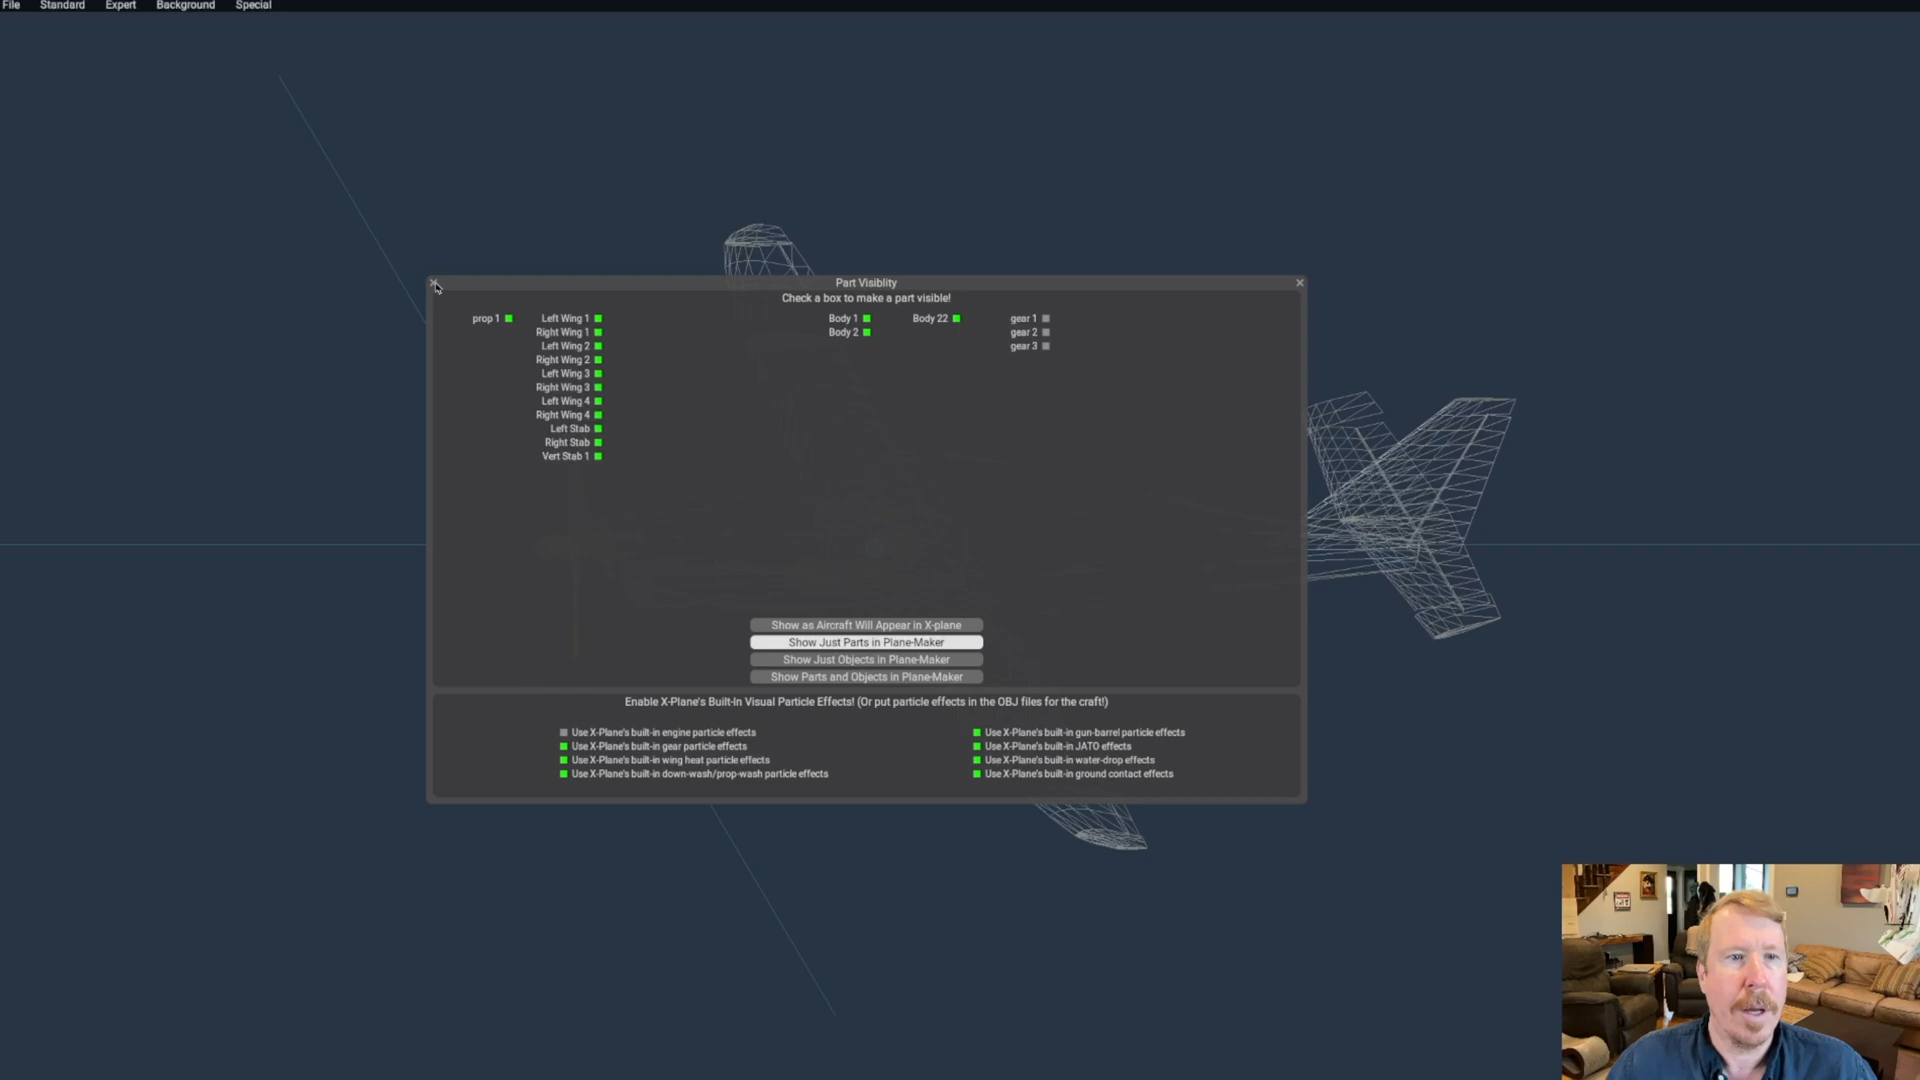 File Standard Expert Background Special
Part Visiblity
Check a box to make a part visible!
prop 1 Left Wing 1 Body 1 Body 22 gear 1
Right Wing 1 Body 2 gear 2
Left Wing 2 gear 3
Right Wing 2
Left Wing 3
Right Wing 3
Left Wing 4
Right Wing 4
Left Stab
Right Stab
Vert Stab 1
Show as Aircraft Will Appear in X-plane
Show Just Parts in Plane-Maker
Show Just Objects in Plane-Maker
Show Parts and Objects in Plane-Maker
Enable X-Plane's Built-In Visual Particle Effects! (Or put particle effects in the OBJ files for the craft!)
Use X-Plane's built-in engine particle effects Use X-Plane's built-in gun-barrel particle effects
Use X-Plane's built-in gear particle effects Use X-Plane's built-in JATO effects
Use X-Plane's built-in wing heat particle effects Use X-Plane's built-in water-drop effects
Use X-Plane's built-in down-wash/prop-wash particle effects Use X-Plane's built-in ground contact effects